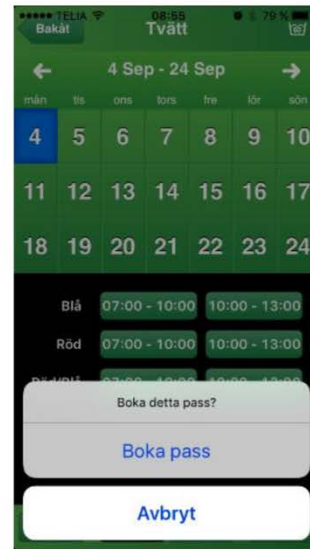 TELIA 08:55 79 %
Bakåt Tvätt
4 Sep - 24 Sep
mån tis ons tors fre lör sön
4 5 6 7 8 9 10
11 12 13 14 15 16 17
18 19 20 21 22 23 24
Blå 07:00 - 10:00 10:00 - 13:00
Röd 07:00 - 10:00 10:00 - 13:00
Boka detta pass?
Boka pass
Avbryt